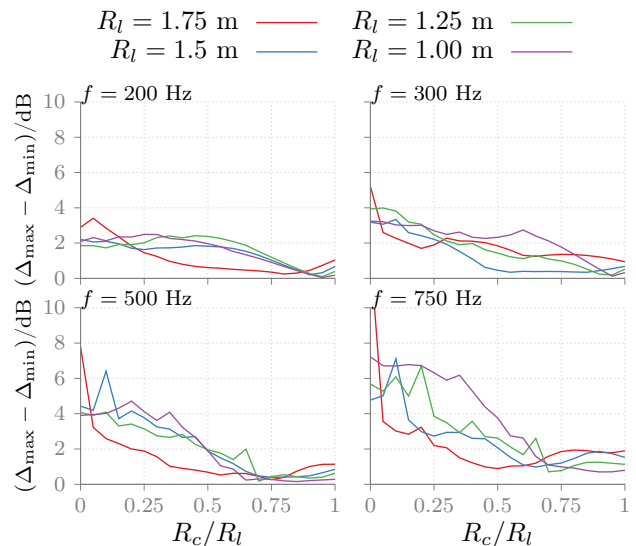 R_l = 1.75 m
R_l = 1.25 m
R_l = 1.5 m
R_l = 1.00 m
f = 200 Hz
f = 300 Hz
(Δ_max − Δ_min)/dB
10
8
6
4
2
0
f = 500 Hz
f = 750 Hz
(Δ_max − Δ_min)/dB
10
8
6
4
2
0
0 0.25 0.5 0.75 1
0 0.25 0.5 0.75 1
R_c/R_l
R_c/R_l